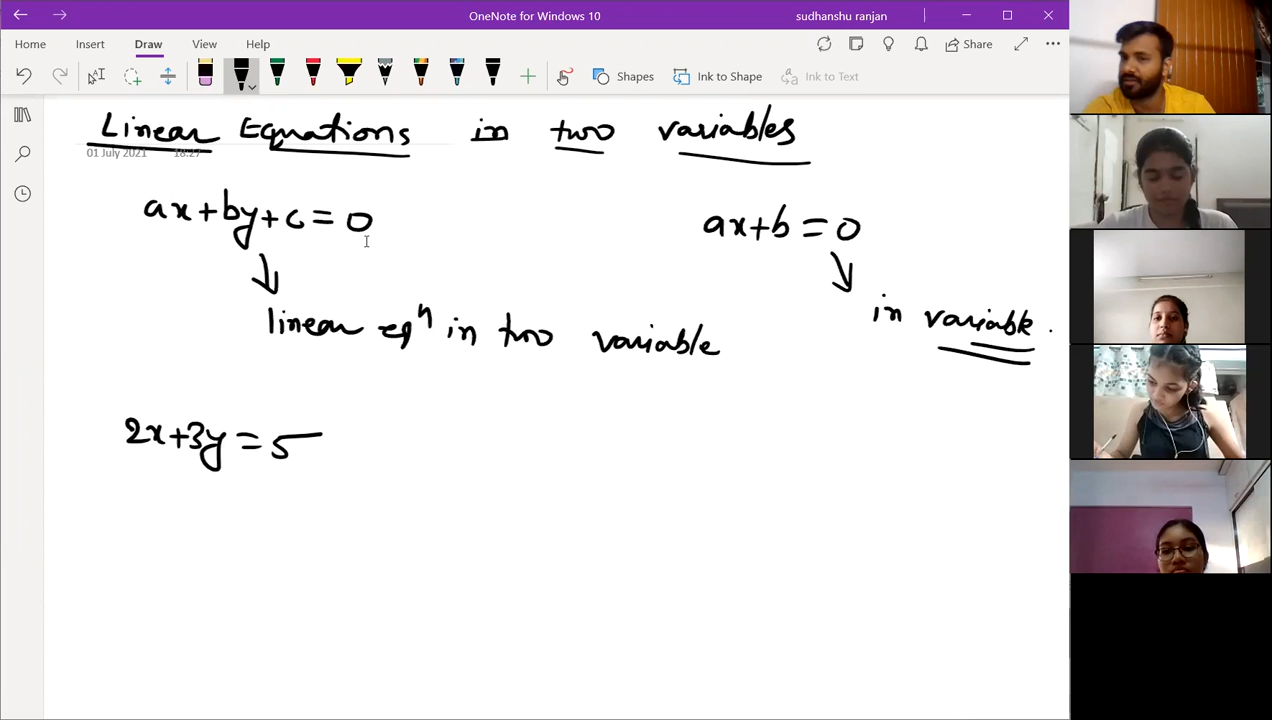 OneNote for Windows 10
sudhanshu ranjan
Home Insert Draw View Help
Share
Shapes Ink to Shape Ink to Text
Linear Equations in two variables
01 July 2021 18:27
ax+by+c=0
ax+b=0
linear eqⁿ in two variable
in variable.
2x+3y=5